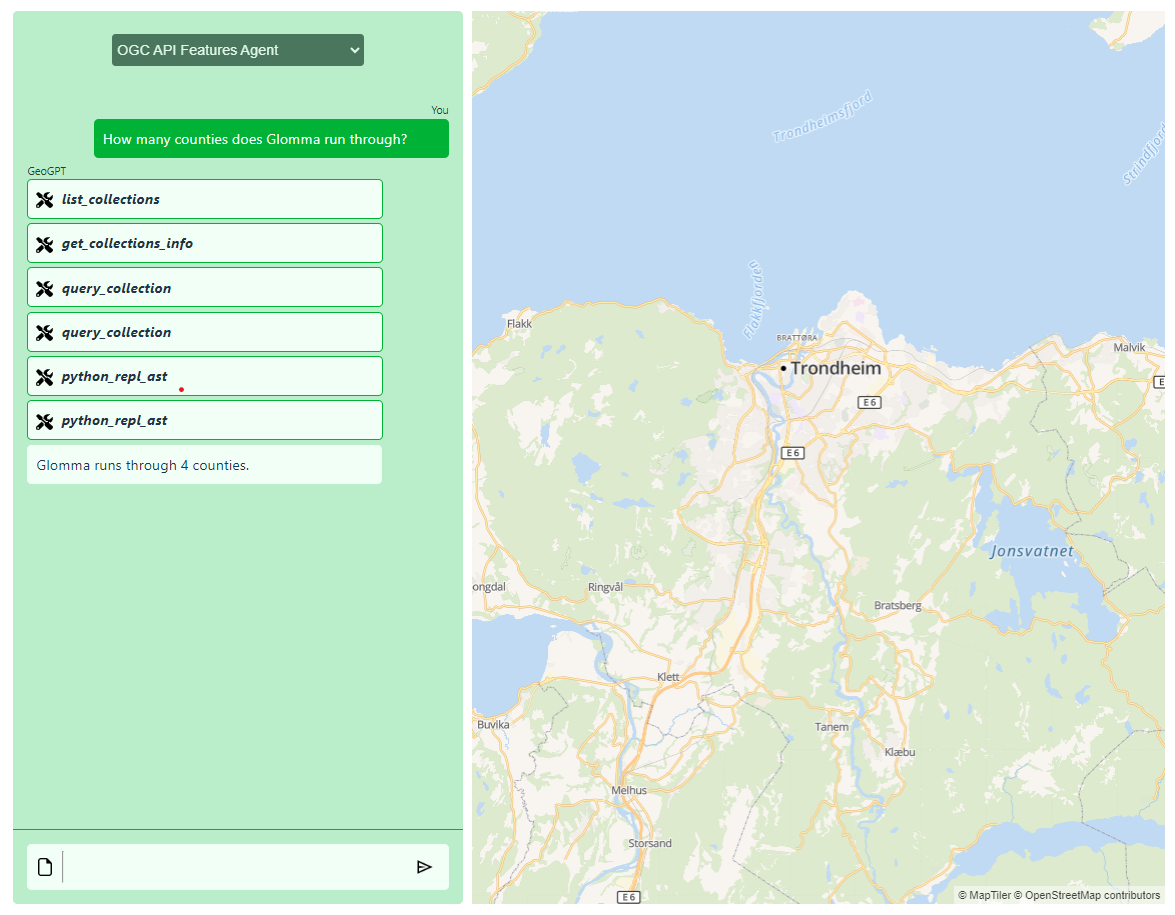 OGC API Features Agent
You
How many counties does Glomma run through?
GeoGPT
list_collections
get_collections_info
query_collection
query_collection
python_repl_ast
python_repl_ast
Glomma runs through 4 counties.
Trondheimsfjord
Strindfjord
Flakkfjorden
Flakk
BRATTØRA
Malvik
Trondheim
E
E6
E6
Jonsvatnet
ongdal
Ringvål
Bratsberg
Klett
Buvika
Tanem
Klæbu
Melhus
Storsand
E6
© MapTiler © OpenStreetMap contributors